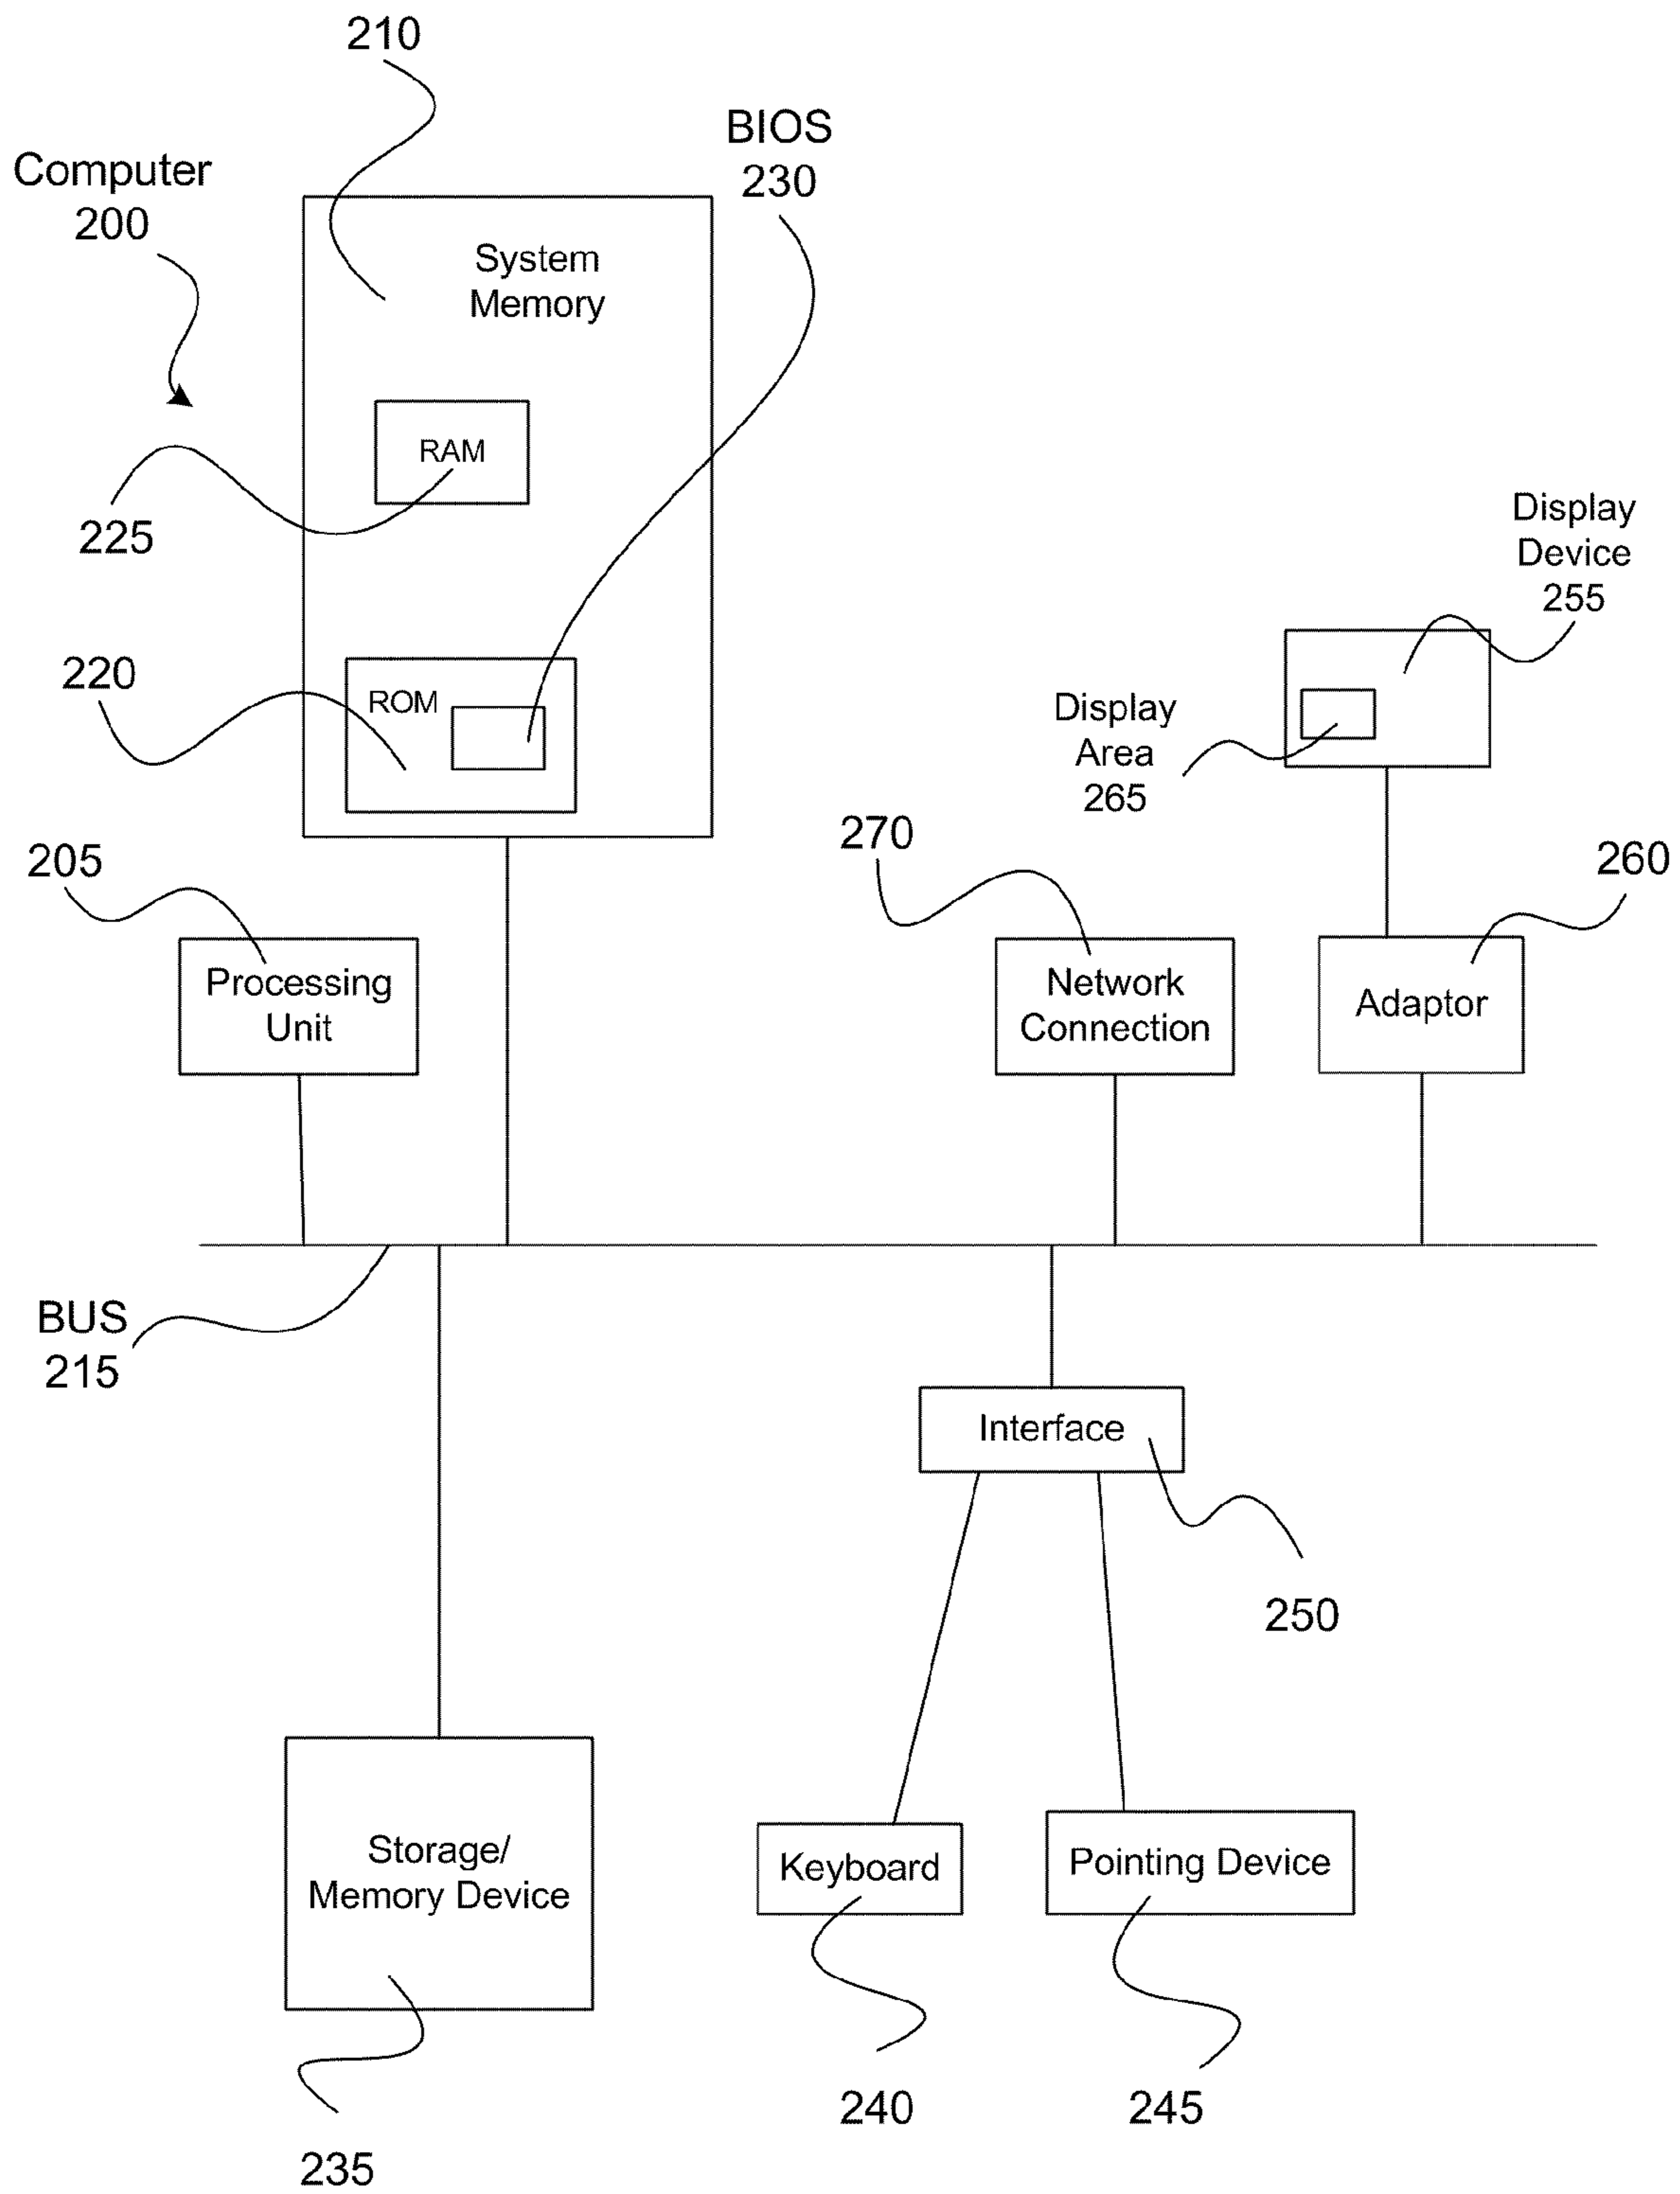 210
BIOS
230
Computer
200
System
Memory
RAM
225
Display
Device
255
220
ROM
Display
Area
265
270
260
205
Processing
Unit
Network
Connection
Adaptor
BUS
215
Interface
250
Storage/
Memory Device
Keyboard
Pointing Device
240
245
235